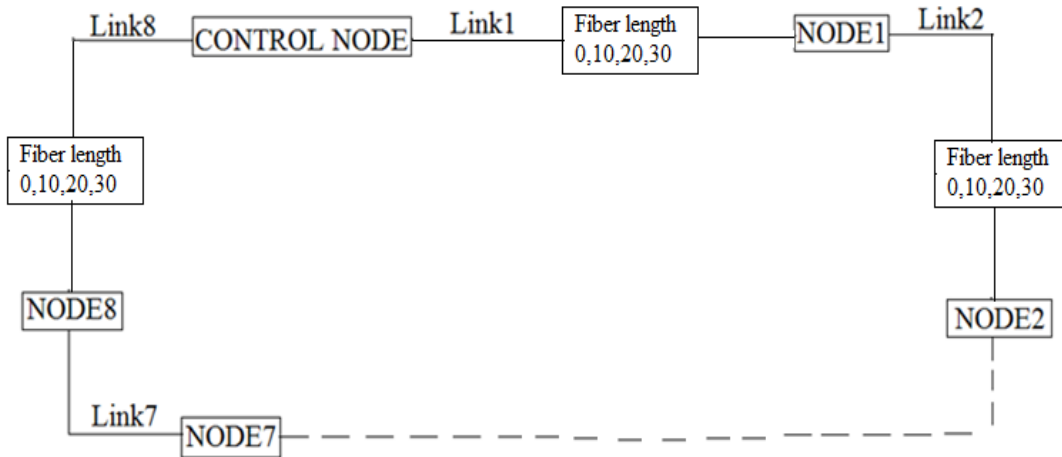 Link8
CONTROL NODE
Link1
Fiber length
0,10,20,30
NODE1
Link2
Fiber length
0,10,20,30
Fiber length
0,10,20,30
NODE8
NODE2
Link7
NODE7